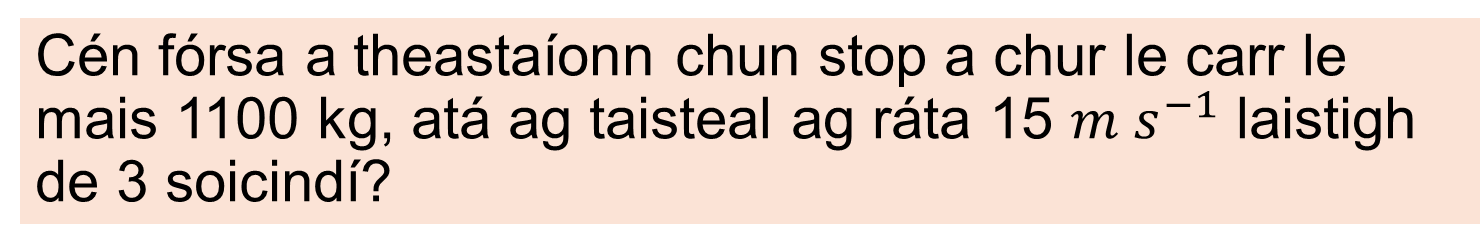 Cén fórsa a theastaíonn chun stop a chur le carr le
mais 1100 kg, atá ag taisteal ag ráta 15 m s⁻¹ laistigh
de 3 soicindí?